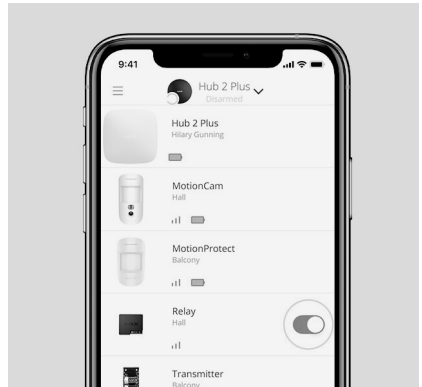 9:41
Hub 2 Plus
Disarmed
Hub 2 Plus
Hilary Gunning
MotionCam
Hall
MotionProtect
Balcony
Relay
Hall
Transmitter
Balcony